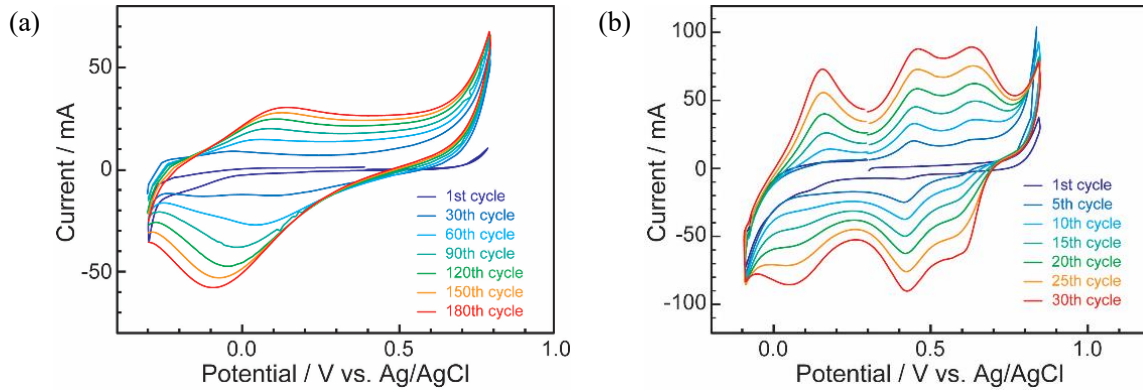 (a)
Current / mA
50
0
-50
1st cycle
30th cycle
60th cycle
90th cycle
120th cycle
150th cycle
180th cycle
0.0
0.5
1.0
Potential / V vs. Ag/AgCl
(b)
Current / mA
100
50
0
-50
-100
1st cycle
5th cycle
10th cycle
15th cycle
20th cycle
25th cycle
30th cycle
0.0
0.5
1.0
Potential / V vs. Ag/AgCl